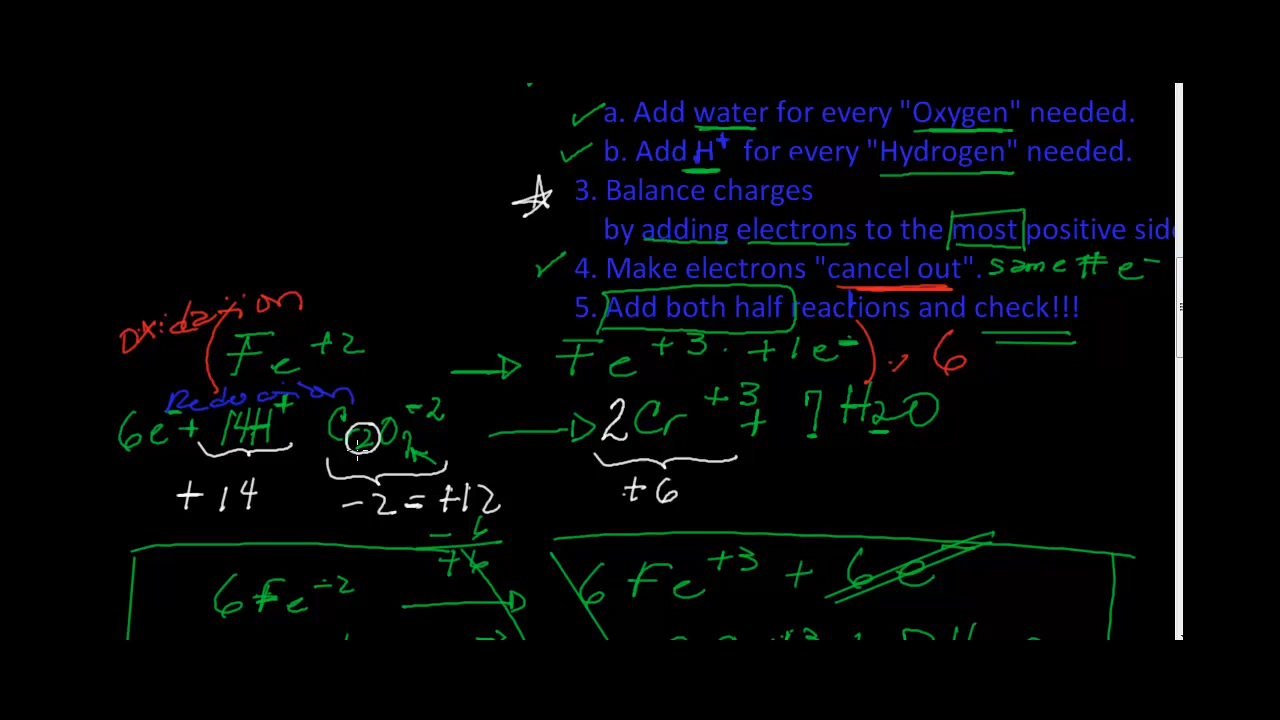 a. Add water for every "Oxygen" needed.
b. Add H+ for every "Hydrogen" needed.
3. Balance charges
by adding electrons to the most positive side
4. Make electrons "cancel out". same # e-
5. Add both half reactions and check!!!
Oxidation
Fe+2 → Fe+3 + 1e- ) · 6
Reduction
6e- + 14H+ Cr2O7-2 → 2Cr+3 + 7H2O
+14 -2 = +12 +6
- 6
+6
6Fe → 6Fe+3 + 6e